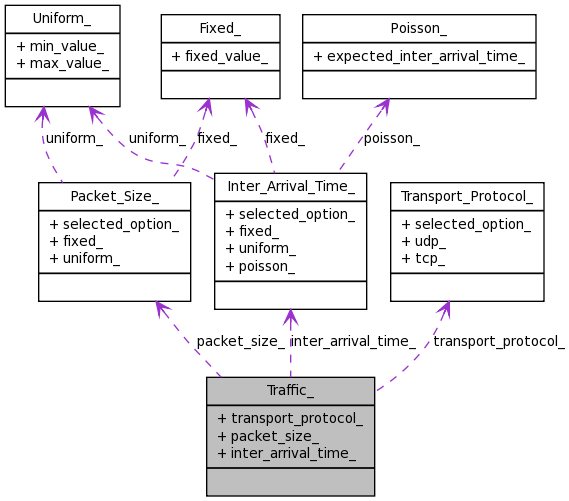 Uniform_
+ min_value_
+ max_value_
Fixed_
+ fixed_value_
Poisson_
+ expected_inter_arrival_time_
uniform_
uniform_
fixed_
fixed_
poisson_
Packet_Size_
+ selected_option_
+ fixed_
+ uniform_
Inter_Arrival_Time_
+ selected_option_
+ fixed_
+ uniform_
+ poisson_
Transport_Protocol_
+ selected_option_
+ udp_
+ tcp_
packet_size_
inter_arrival_time_
transport_protocol_
Traffic_
+ transport_protocol_
+ packet_size_
+ inter_arrival_time_